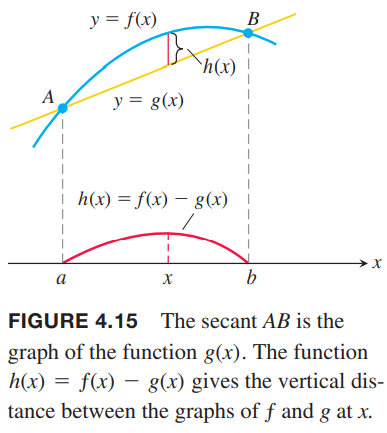 y = f(x)
B
h(x)
A
y = g(x)
h(x) = f(x) − g(x)
x
a
x
b
FIGURE 4.15 The secant AB is the
graph of the function g(x). The function
h(x) = f(x) − g(x) gives the vertical dis-
tance between the graphs of f and g at x.